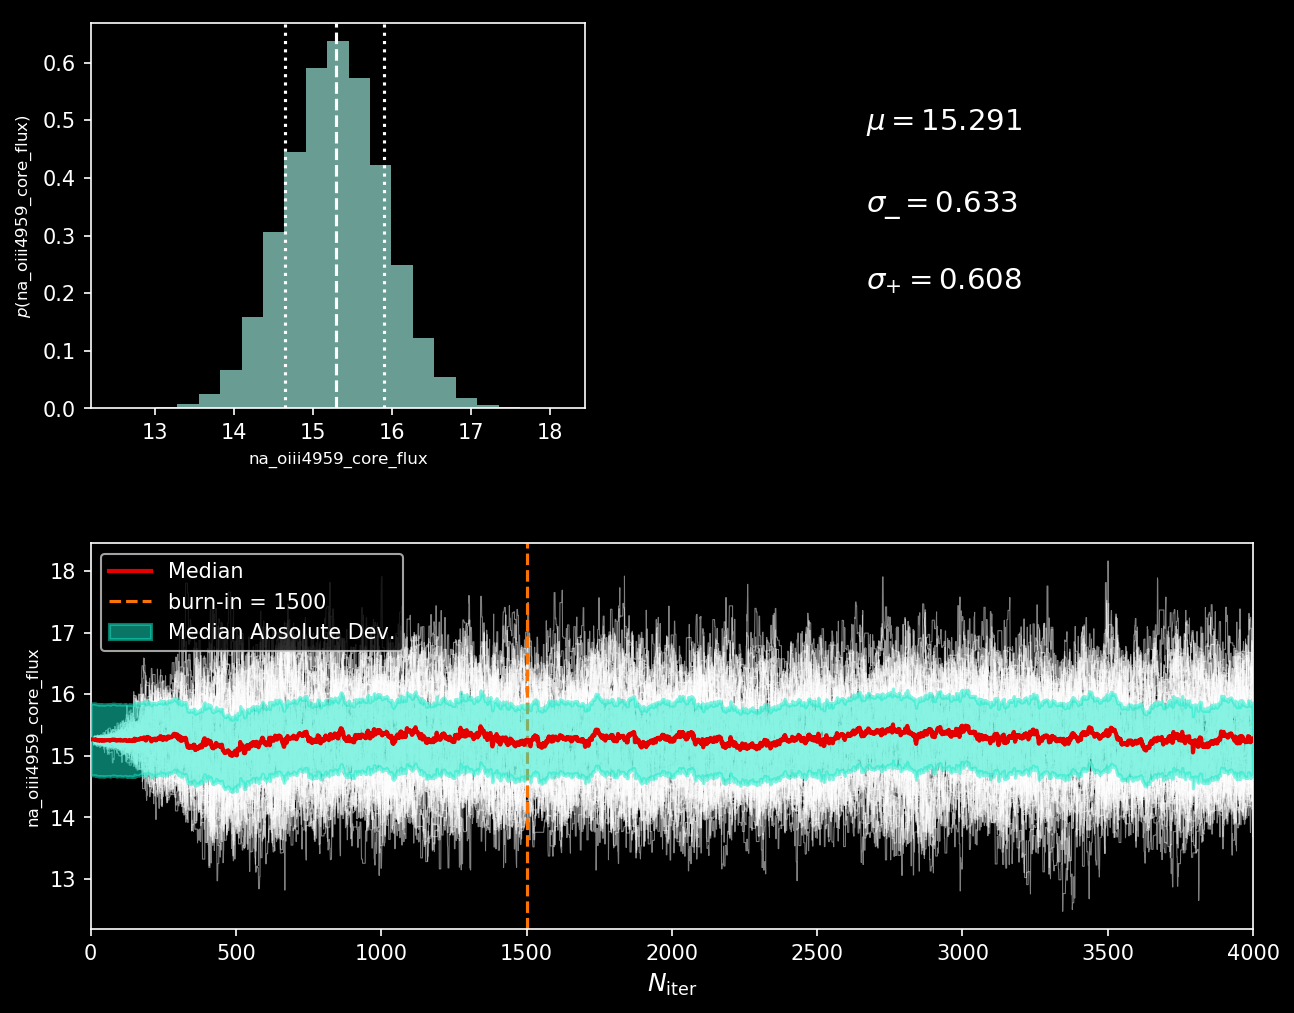 0.6
0.5
0.4
0.3
0.2
0.1
0.0
p(na_oiii4959_core_flux)
13 14 15 16 17 18
na_oiii4959_core_flux
μ = 15.291
σ_ = 0.633
σ₊ = 0.608
18
17
16
15
14
13
na_oiii4959_core_flux
Median
burn-in = 1500
Median Absolute Dev.
0 500 1000 1500 2000 2500 3000 3500 4000
N_iter